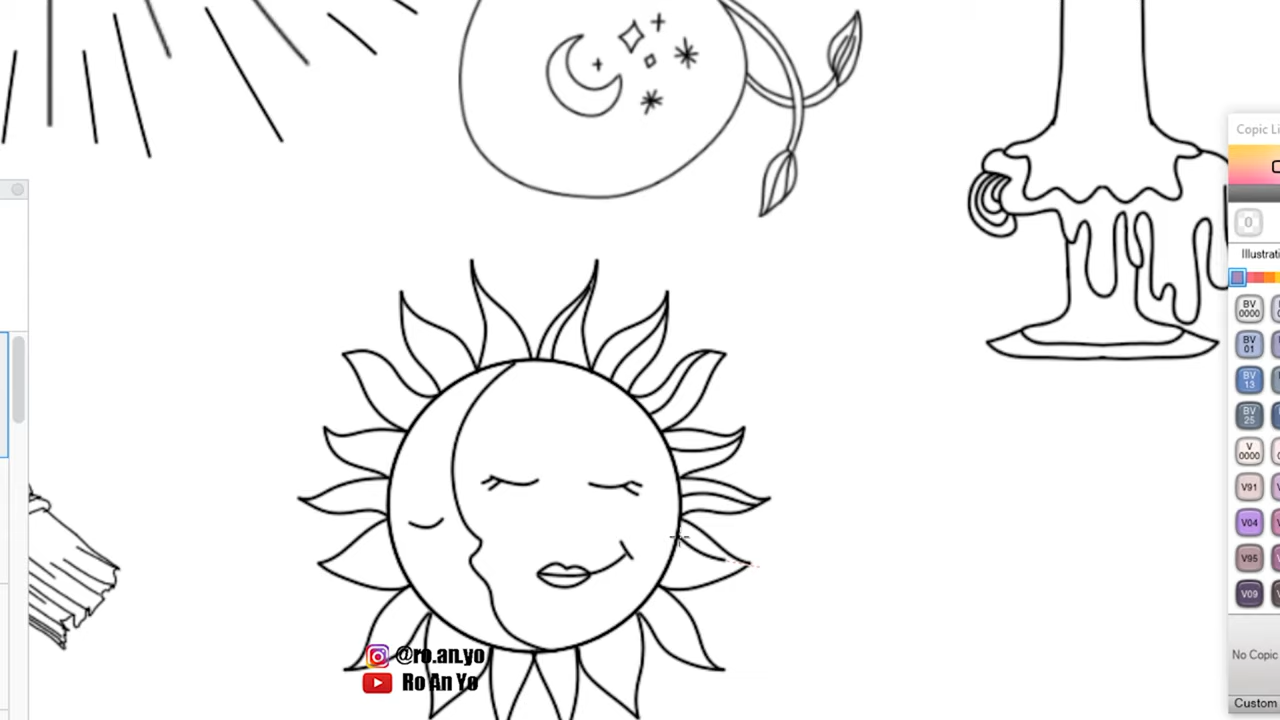 Copic Li
0
Illustrati
BV
0000
BV
01
BV
13
BV
25
V
0000
V91
V04
V95
V09
@ro.an.yo
Ro An Yo
No Copic
Custom